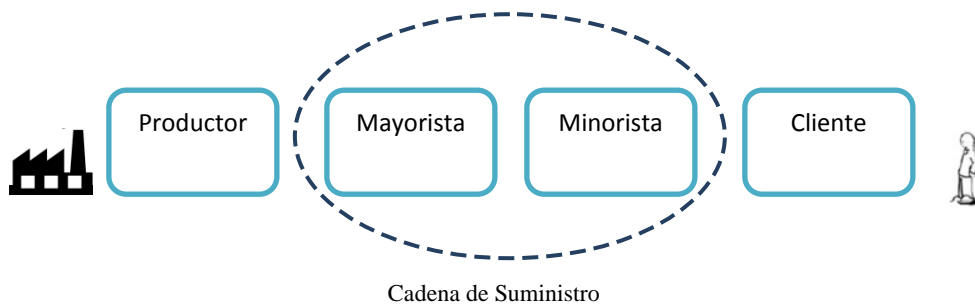 Productor
Mayorista
Minorista
Cliente
Cadena de Suministro